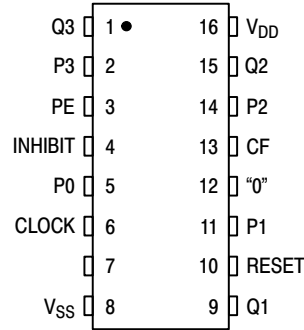 Q3 1 16 VDD
P3 2 15 Q2
PE 3 14 P2
INHIBIT 4 13 CF
P0 5 12 “0”
CLOCK 6 11 P1
7 10 RESET
VSS 8 9 Q1